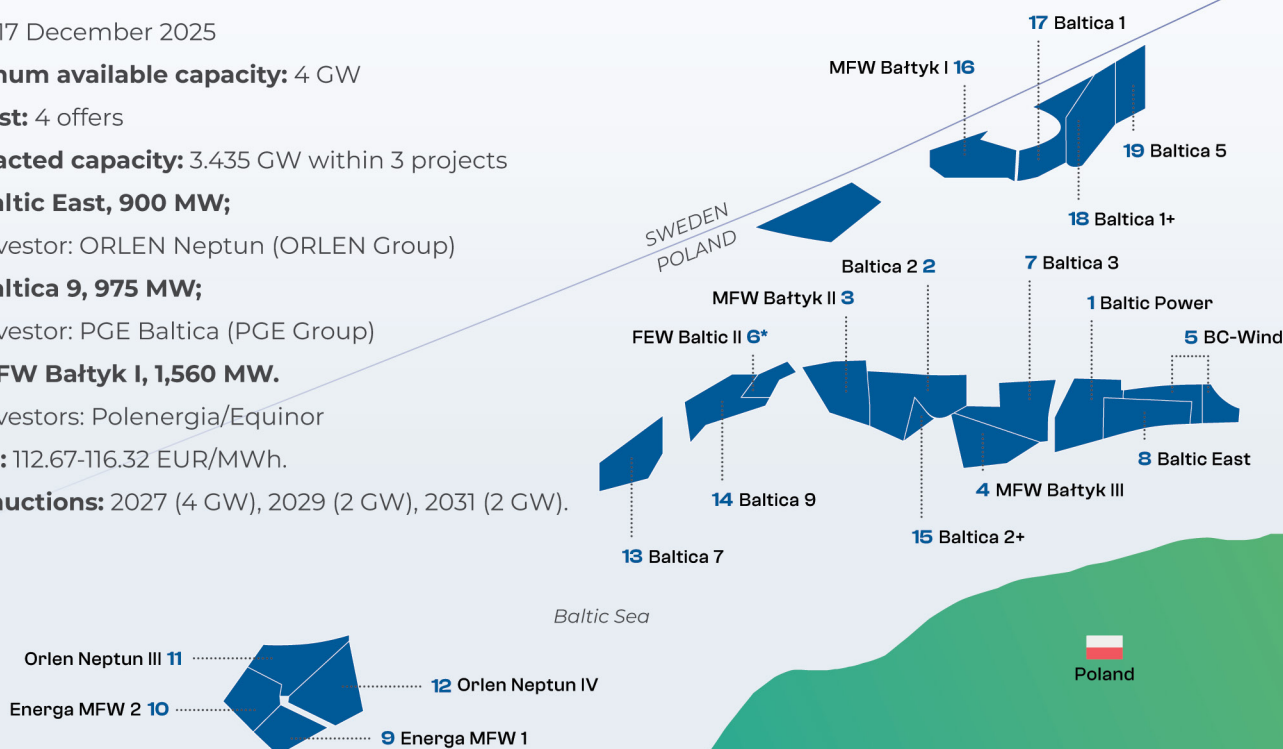 17 December 2025
num available capacity: 4 GW
st: 4 offers
acted capacity: 3.435 GW within 3 projects
altic East, 900 MW;
vestor: ORLEN Neptun (ORLEN Group)
altica 9, 975 MW;
vestor: PGE Baltica (PGE Group)
FW Bałtyk I, 1,560 MW.
vestors: Polenergia/Equinor
: 112.67-116.32 EUR/MWh.
uctions: 2027 (4 GW), 2029 (2 GW), 2031 (2 GW).
17 Baltica 1
MFW Bałtyk I 16
19 Baltica 5
18 Baltica 1+
SWEDEN
POLAND
Baltica 2 2
7 Baltica 3
MFW Bałtyk II 3
1 Baltic Power
FEW Baltic II 6*
5 BC-Wind
8 Baltic East
4 MFW Bałtyk III
14 Baltica 9
15 Baltica 2+
13 Baltica 7
Baltic Sea
Orlen Neptun III 11
12 Orlen Neptun IV
Energa MFW 2 10
9 Energa MFW 1
Poland